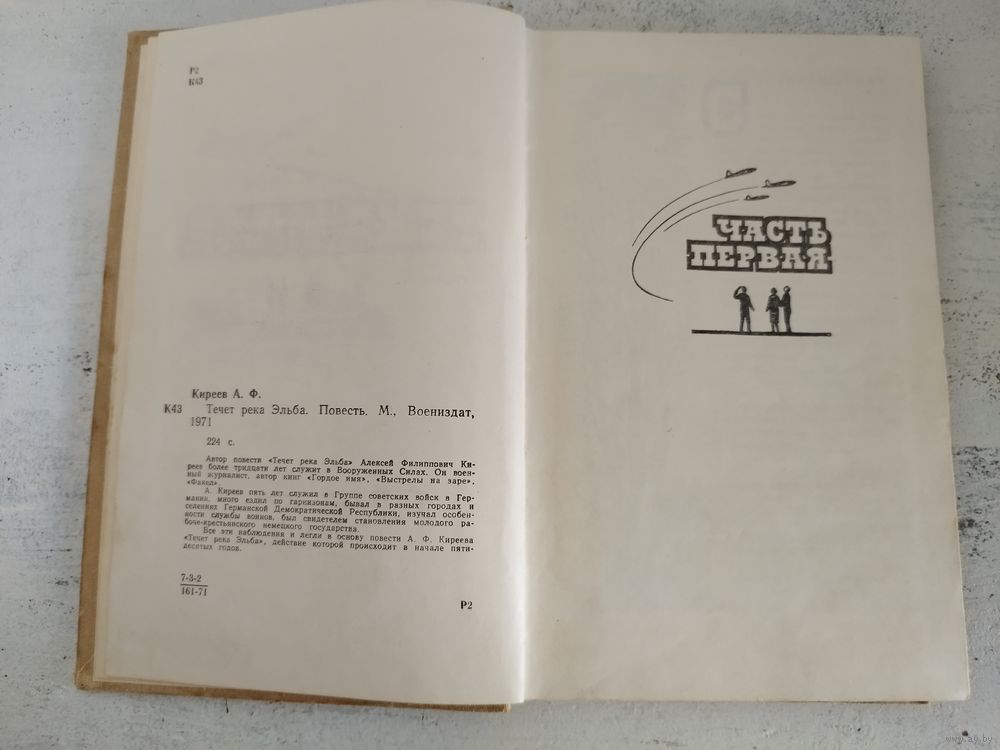 Р2
К43
Киреев А. Ф.
К43 Течет река Эльба. Повесть. М., Воениздат,
1971
224 с.
Автор повести «Течет река Эльба» Алексей Филиппович Ки-
реев более тридцати лет служит в Вооруженных Силах. Он воен-
ный журналист, автор книг «Гордое имя», «Выстрелы на заре»,
«Факел».
А. Киреев пять лет служил в Группе советских войск в Гер-
мании, много ездил по гарнизонам, бывал в разных городах и
селениях Германской Демократической Республики, изучал особен-
ности службы воинов, был свидетелем становления молодого ра-
боче-крестьянского немецкого государства.
Все эти наблюдения и легли в основу повести А. Ф. Киреева
«Течет река Эльба», действие которой происходит в начале пяти-
десятых годов.
7-3-2
161-71
Р2
ЧАСТЬ
ПЕРВАЯ
www.ay.by